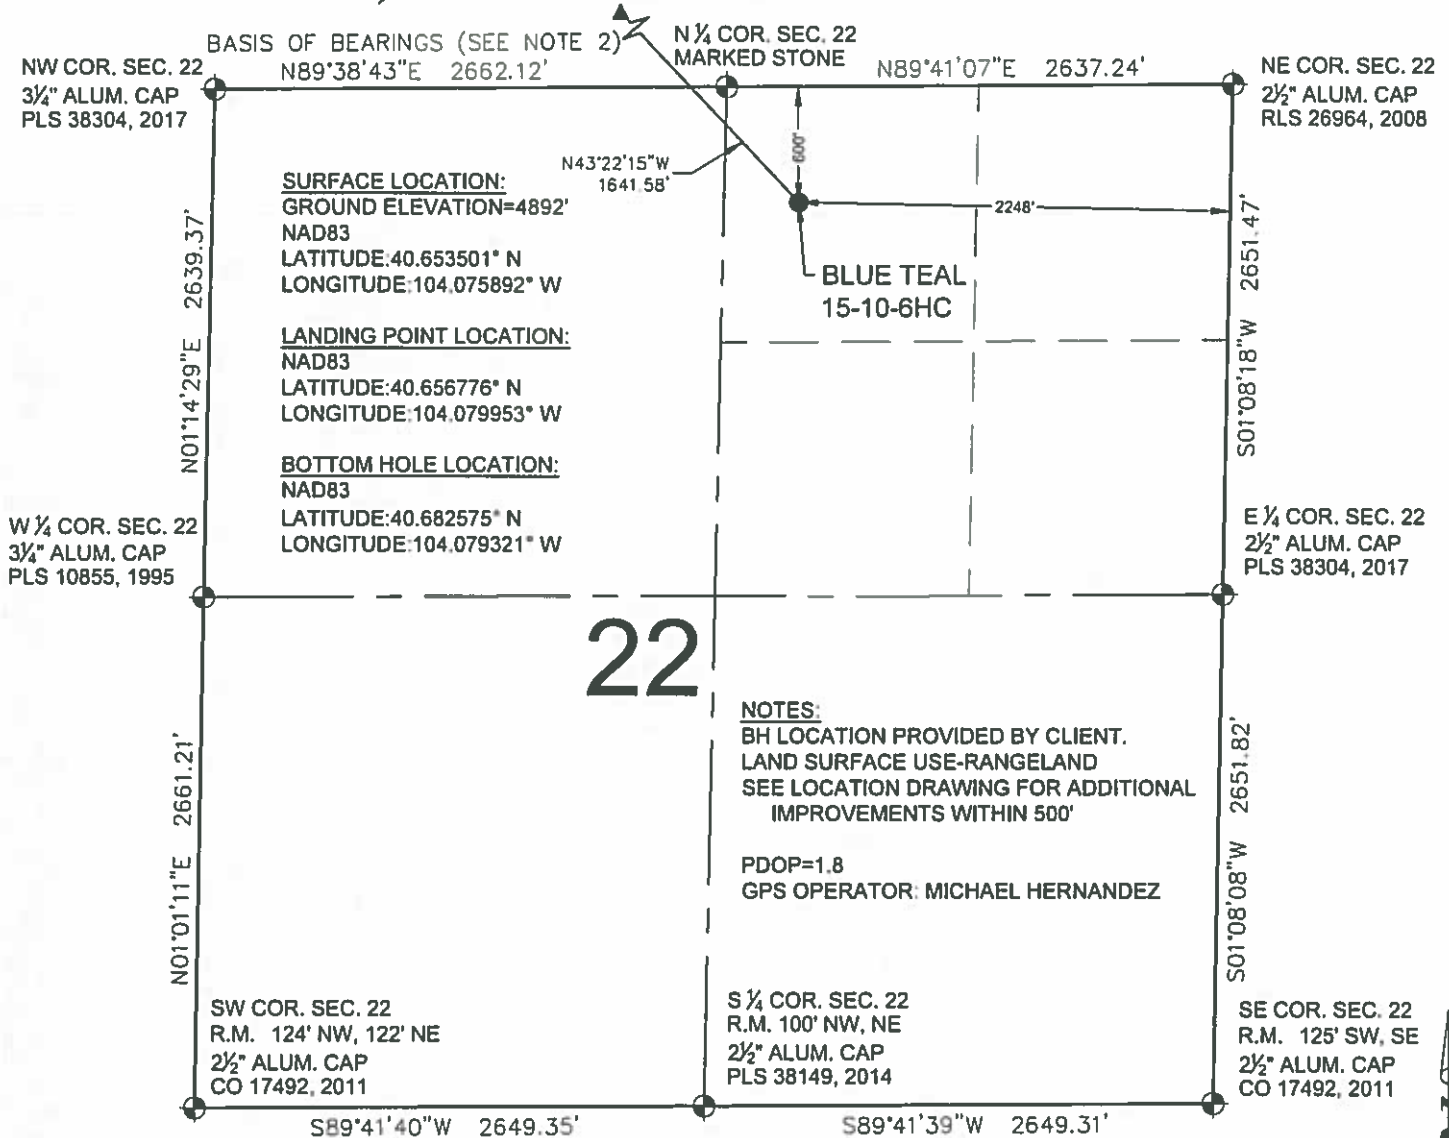 BASIS OF BEARINGS (SEE NOTE 2)
N89°38'43"E 2662.12'
N ¼ COR. SEC. 22
MARKED STONE
N89°41'07"E 2637.24'
NW COR. SEC. 22
3¼" ALUM. CAP
PLS 38304, 2017
NE COR. SEC. 22
2½" ALUM. CAP
RLS 26964, 2008
N43°22'15"W
1641.58'
600'
2248'
BLUE TEAL
15-10-6HC
SURFACE LOCATION:
GROUND ELEVATION=4892'
NAD83
LATITUDE:40.653501° N
LONGITUDE:104.075892° W
LANDING POINT LOCATION:
NAD83
LATITUDE:40.656776° N
LONGITUDE:104.079953° W
BOTTOM HOLE LOCATION:
NAD83
LATITUDE:40.682575° N
LONGITUDE:104.079321° W
N01°14'29"E 2639.37'
S01°08'18"W 2651.47'
W ¼ COR. SEC. 22
3¼" ALUM. CAP
PLS 10855, 1995
E ¼ COR. SEC. 22
2½" ALUM. CAP
PLS 38304, 2017
22
NOTES:
BH LOCATION PROVIDED BY CLIENT.
LAND SURFACE USE-RANGELAND
SEE LOCATION DRAWING FOR ADDITIONAL
IMPROVEMENTS WITHIN 500'
PDOP=1.8
GPS OPERATOR: MICHAEL HERNANDEZ
N01°01'11"E 2661.21'
S01°08'08"W 2651.82'
SW COR. SEC. 22
R.M. 124' NW, 122' NE
2½" ALUM. CAP
CO 17492, 2011
S ¼ COR. SEC. 22
R.M. 100' NW, NE
2½" ALUM. CAP
PLS 38149, 2014
SE COR. SEC. 22
R.M. 125' SW, SE
2½" ALUM. CAP
CO 17492, 2011
S89°41'40"W 2649.35'
S89°41'39"W 2649.31'